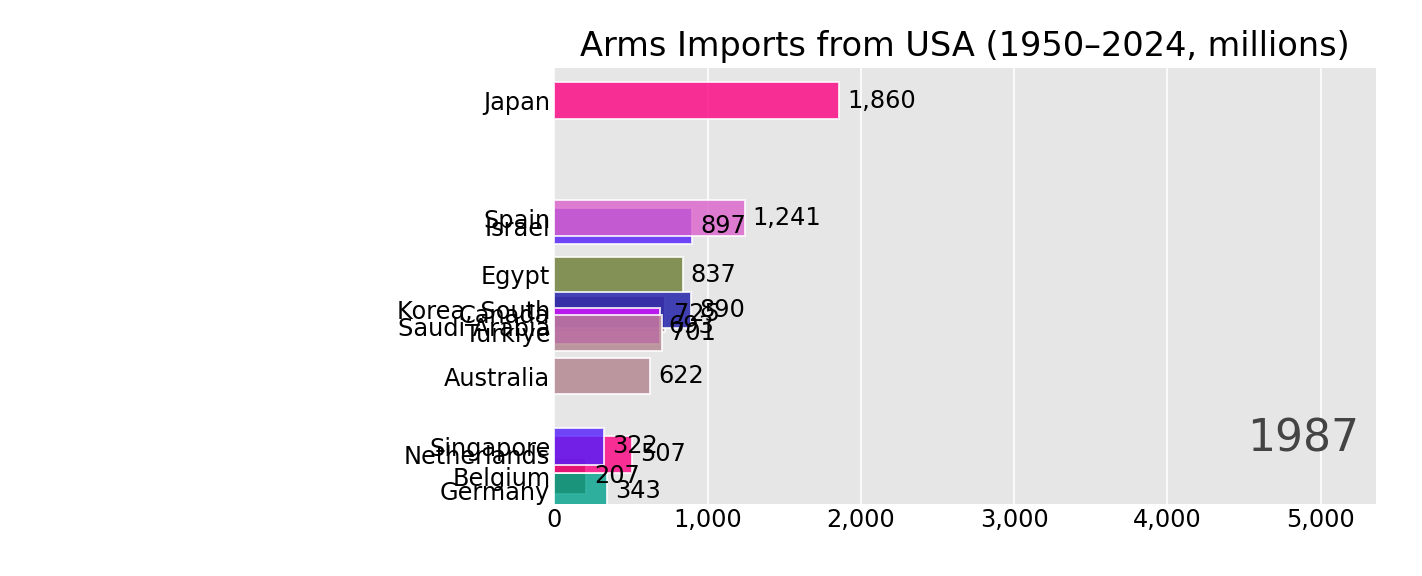 Arms Imports from USA (1950–2024, millions)
Japan 1,860
Spain 1,241
Israel 897
Egypt 837
Korea, South 890
Canada 725
Saudi Arabia 693
Türkiye 701
Australia 622
Singapore 322
Netherlands 507
Belgium 207
Germany 343
1987
0 1,000 2,000 3,000 4,000 5,000